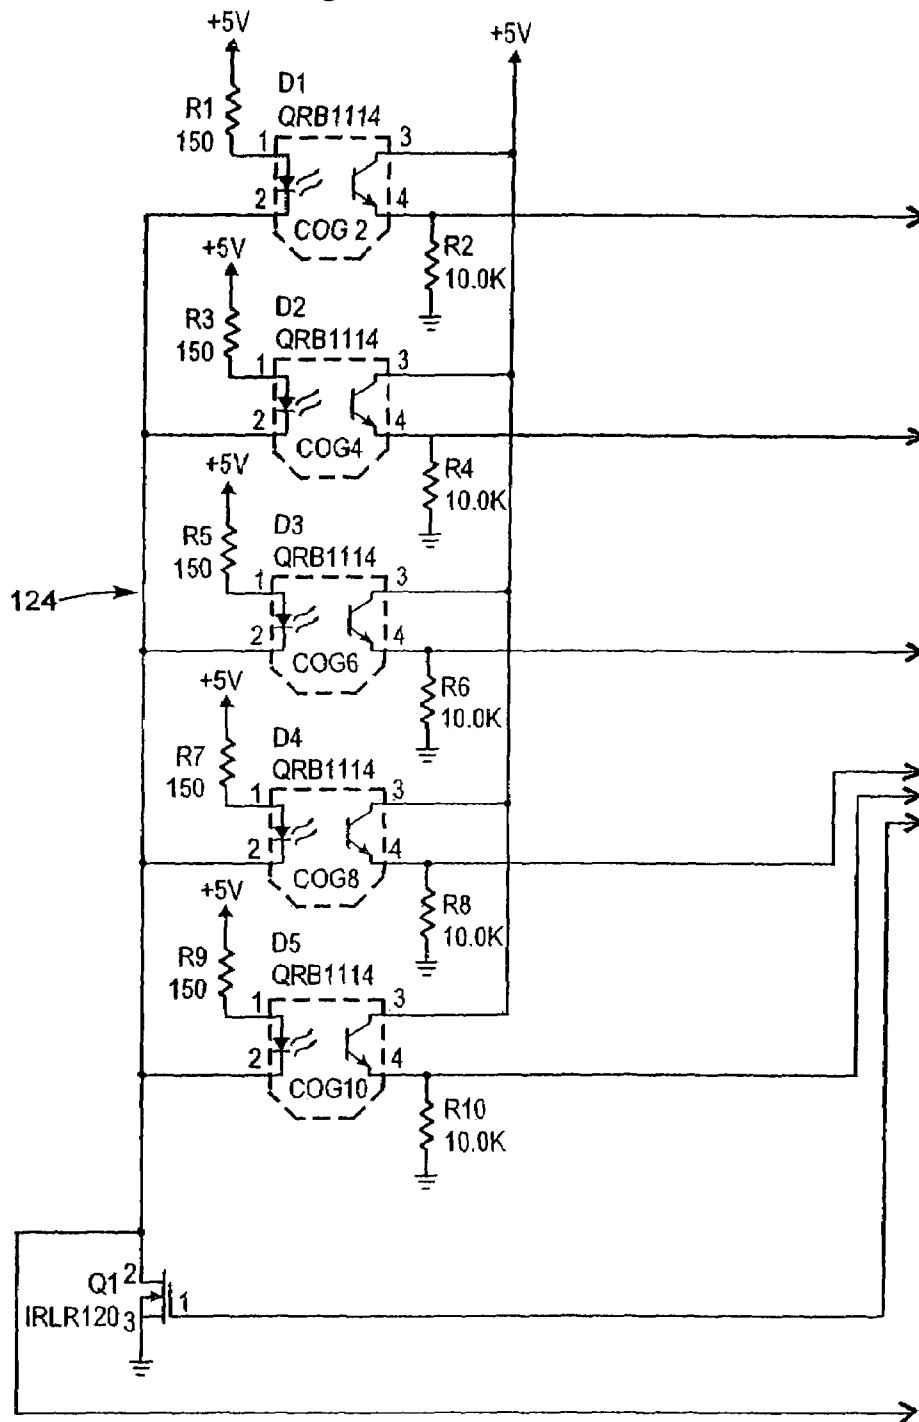 +5V
+5V
D1
QRB1114
R1
150
1
3
2
4
COG 2
R2
10.0K
+5V
D2
QRB1114
R3
150
1
3
2
4
COG4
R4
10.0K
+5V
D3
QRB1114
R5
150
1
3
2
4
COG6
R6
10.0K
124
+5V
D4
QRB1114
R7
150
1
3
2
4
COG8
R8
10.0K
+5V
D5
QRB1114
R9
150
1
3
2
4
COG10
R10
10.0K
Q1
2
1
IRLR120
3